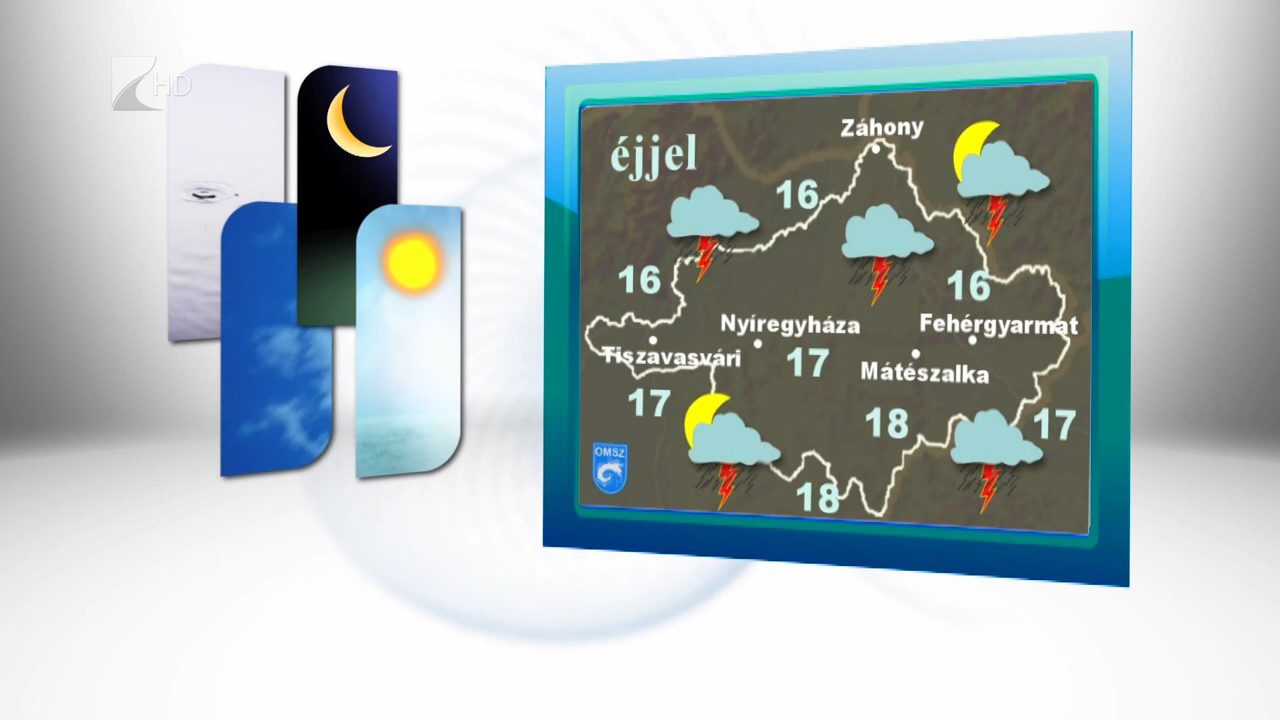 HD
éjjel
Záhony
16
16
16
Nyíregyháza
Fehérgyarmat
Tiszavasvári
17
Mátészalka
17
18
17
OMSZ
18